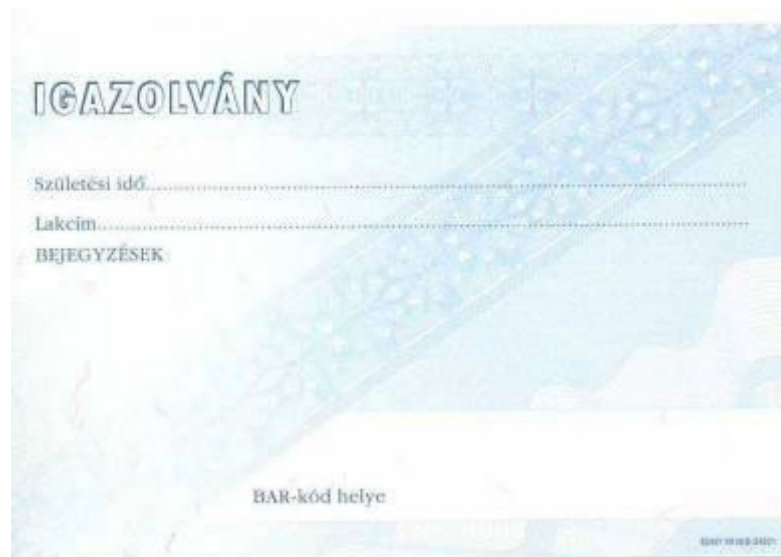 IGAZOLVÁNY
Születési idő
Lakcím
BEJEGYZÉSEK
BAR-kód helye